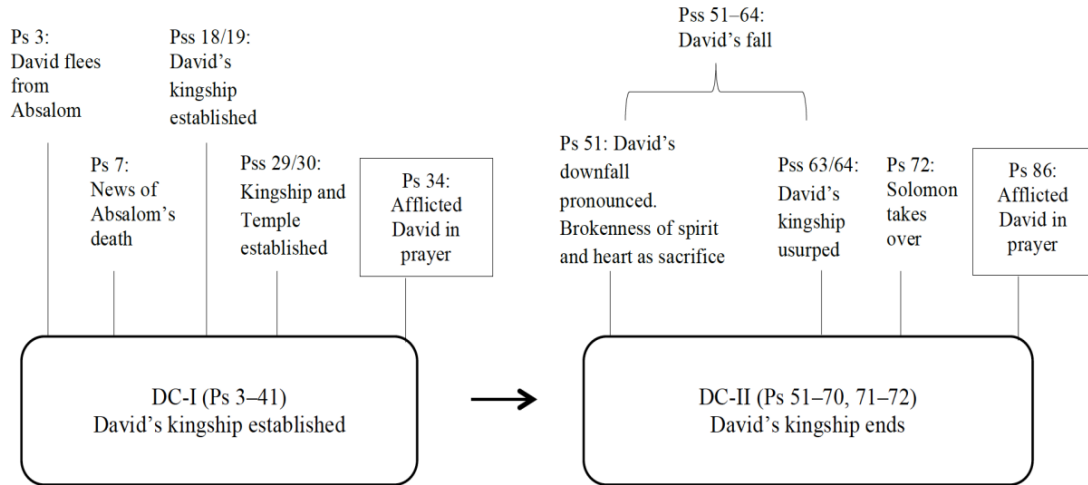 Ps 3:
David flees
from
Absalom
Pss 18/19:
David’s
kingship
established
Ps 7:
News of
Absalom’s
death
Pss 29/30:
Kingship and
Temple
established
Ps 34:
Afflicted
David in
prayer
DC-I (Ps 3–41)
David’s kingship established
Pss 51–64:
David’s fall
Ps 51: David’s
downfall
pronounced.
Brokenness of spirit
and heart as sacrifice
Pss 63/64:
David’s
kingship
usurped
Ps 72:
Solomon
takes
over
Ps 86:
Afflicted
David in
prayer
DC-II (Ps 51–70, 71–72)
David’s kingship ends